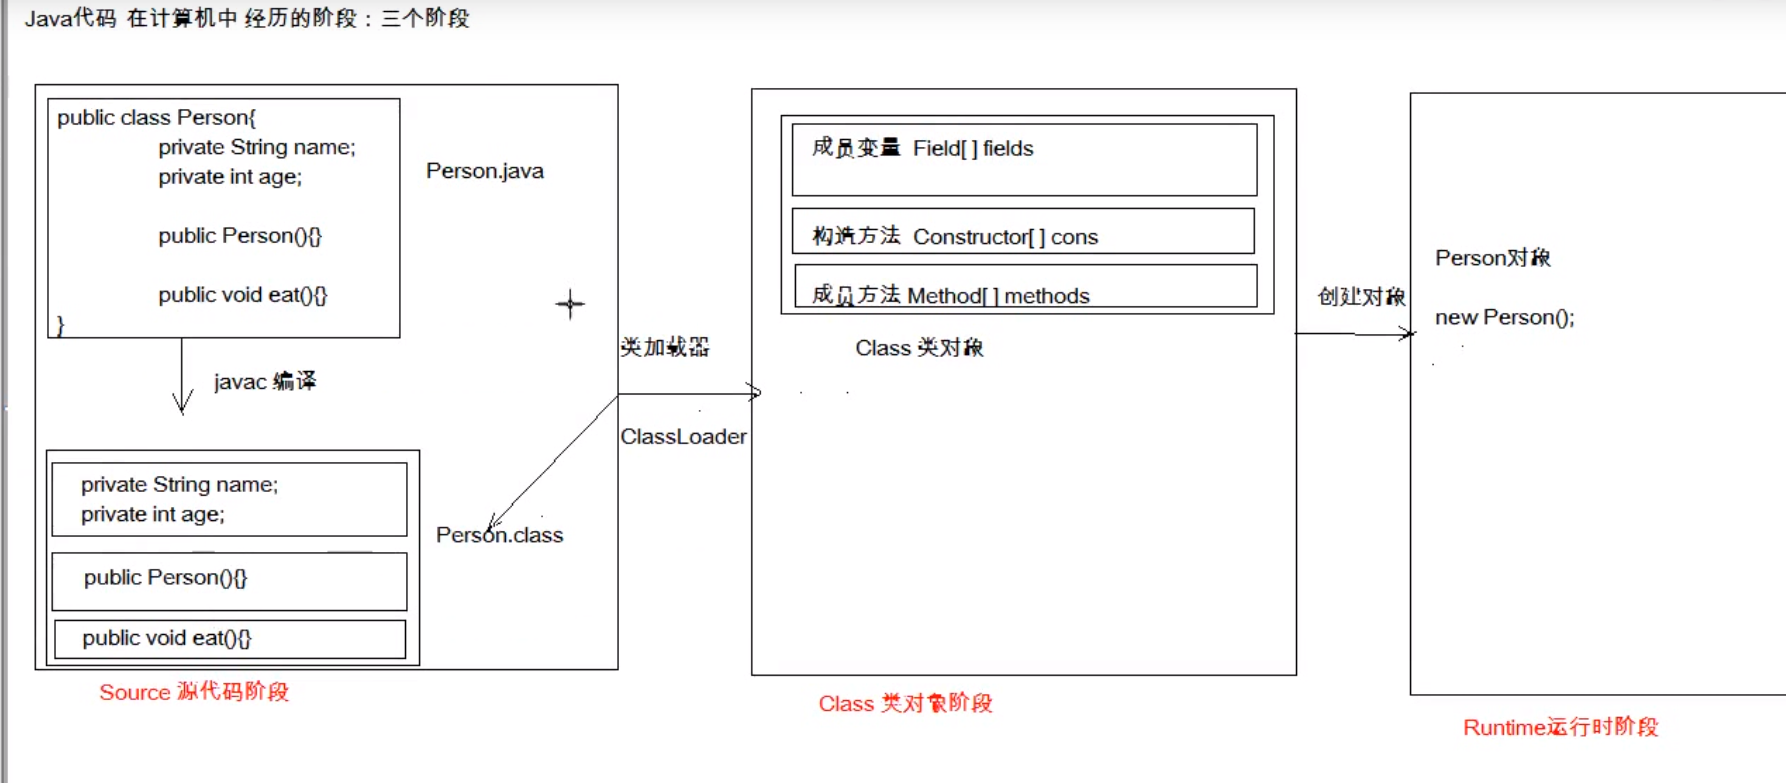 Java代码 在计算机中 经历的阶段：三个阶段
public class Person{
private String name;
private int age;
public Person(){}
public void eat(){}
}
Person.java
javac 编译
private String name;
private int age;
public Person(){}
public void eat(){}
Person.class
Source 源代码阶段
类加载器
ClassLoader
成员变量 Field[] fields
构造方法 Constructor[] cons
成员方法 Method[] methods
Class 类对象
Class 类对象阶段
创建对象
Person对象
new Person();
Runtime运行时阶段